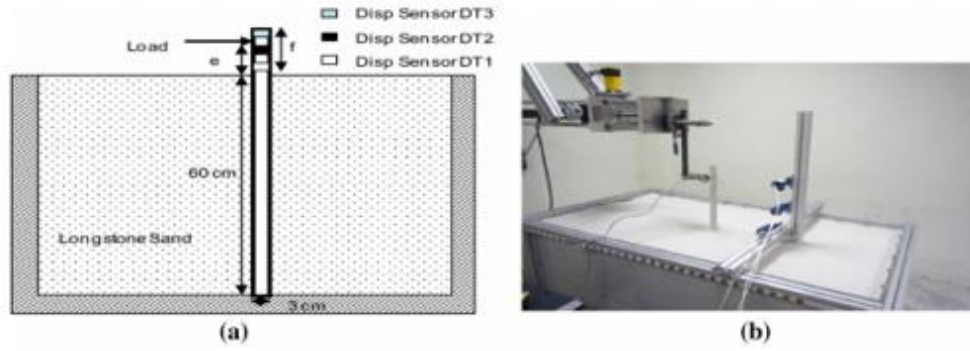 Disp Sensor DT3
Load
Disp Sensor DT2
f
e
Disp Sensor DT1
60 cm
Longstone Sand
3 cm
(a)
(b)